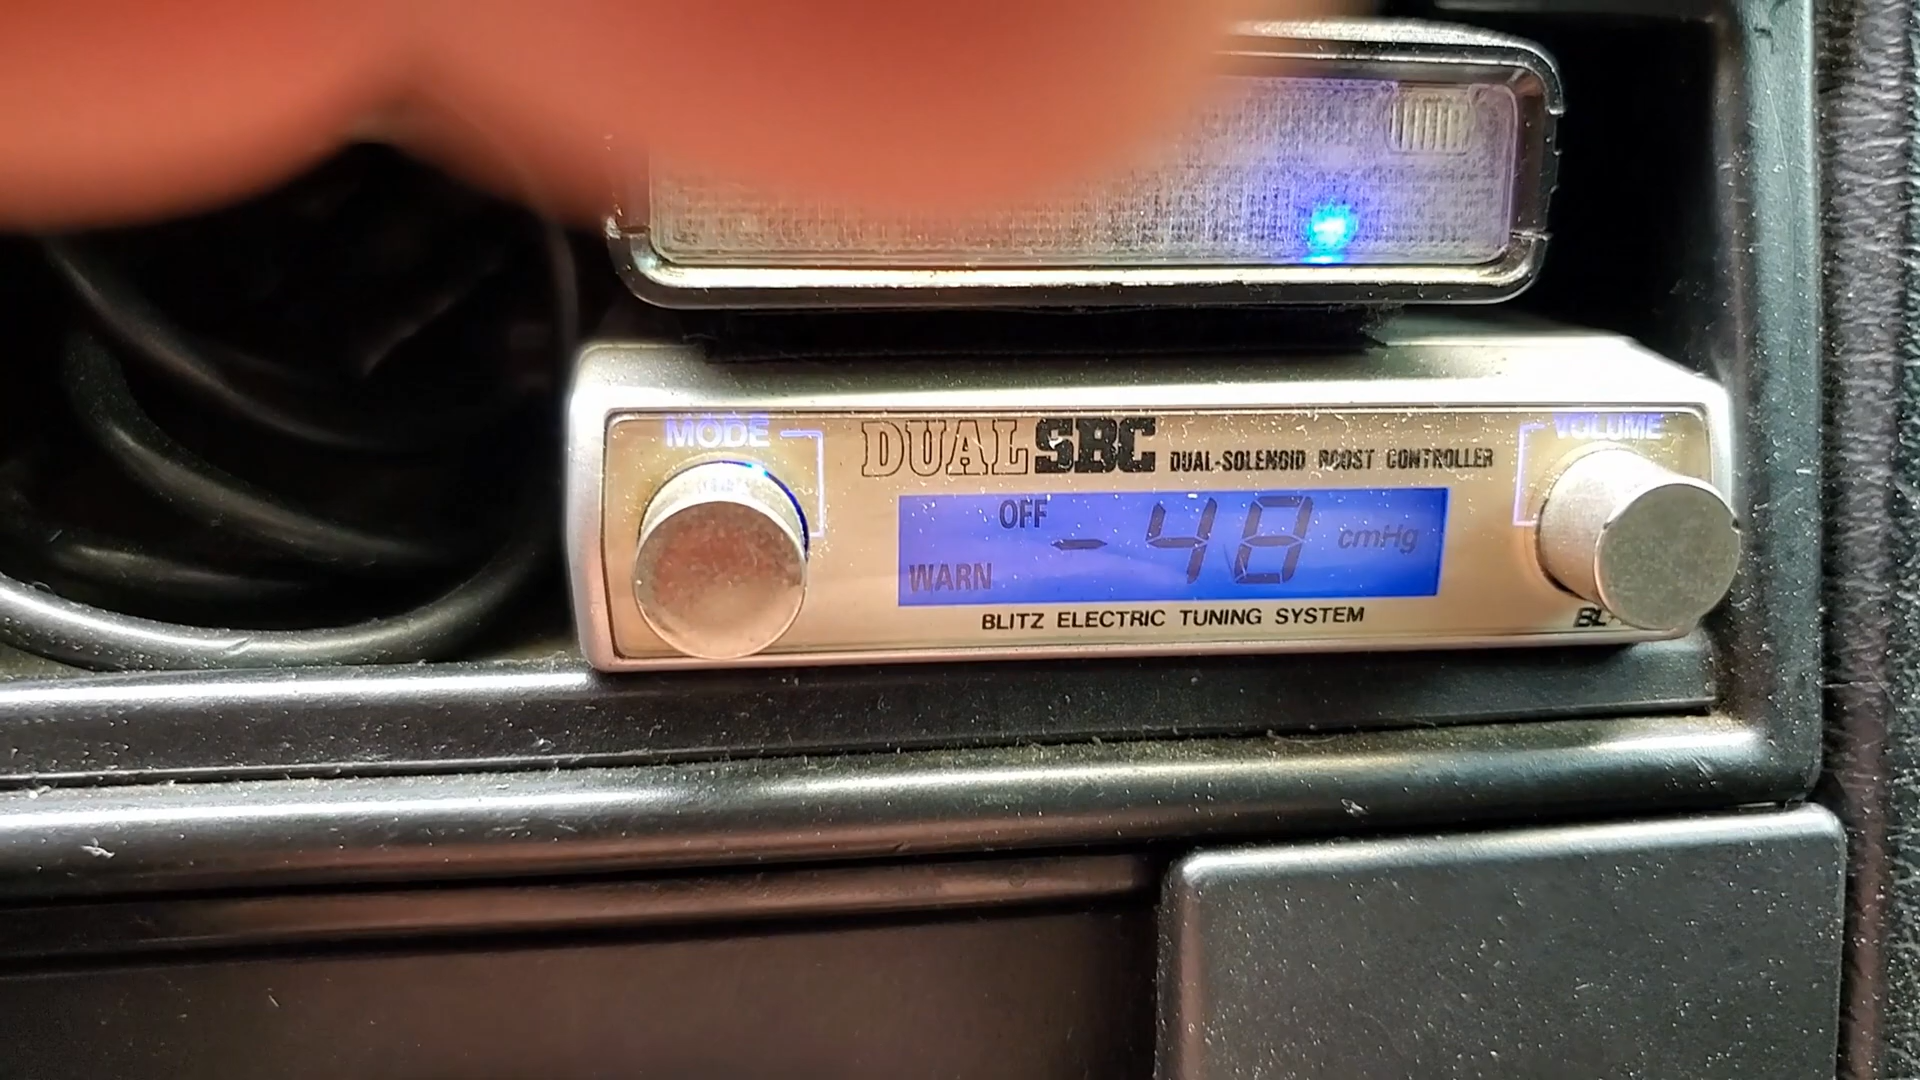 MODE
DUAL SBC DUAL-SOLENOID BOOST CONTROLLER
VOLUME
OFF
-48 cmHg
WARN
BLITZ ELECTRIC TUNING SYSTEM